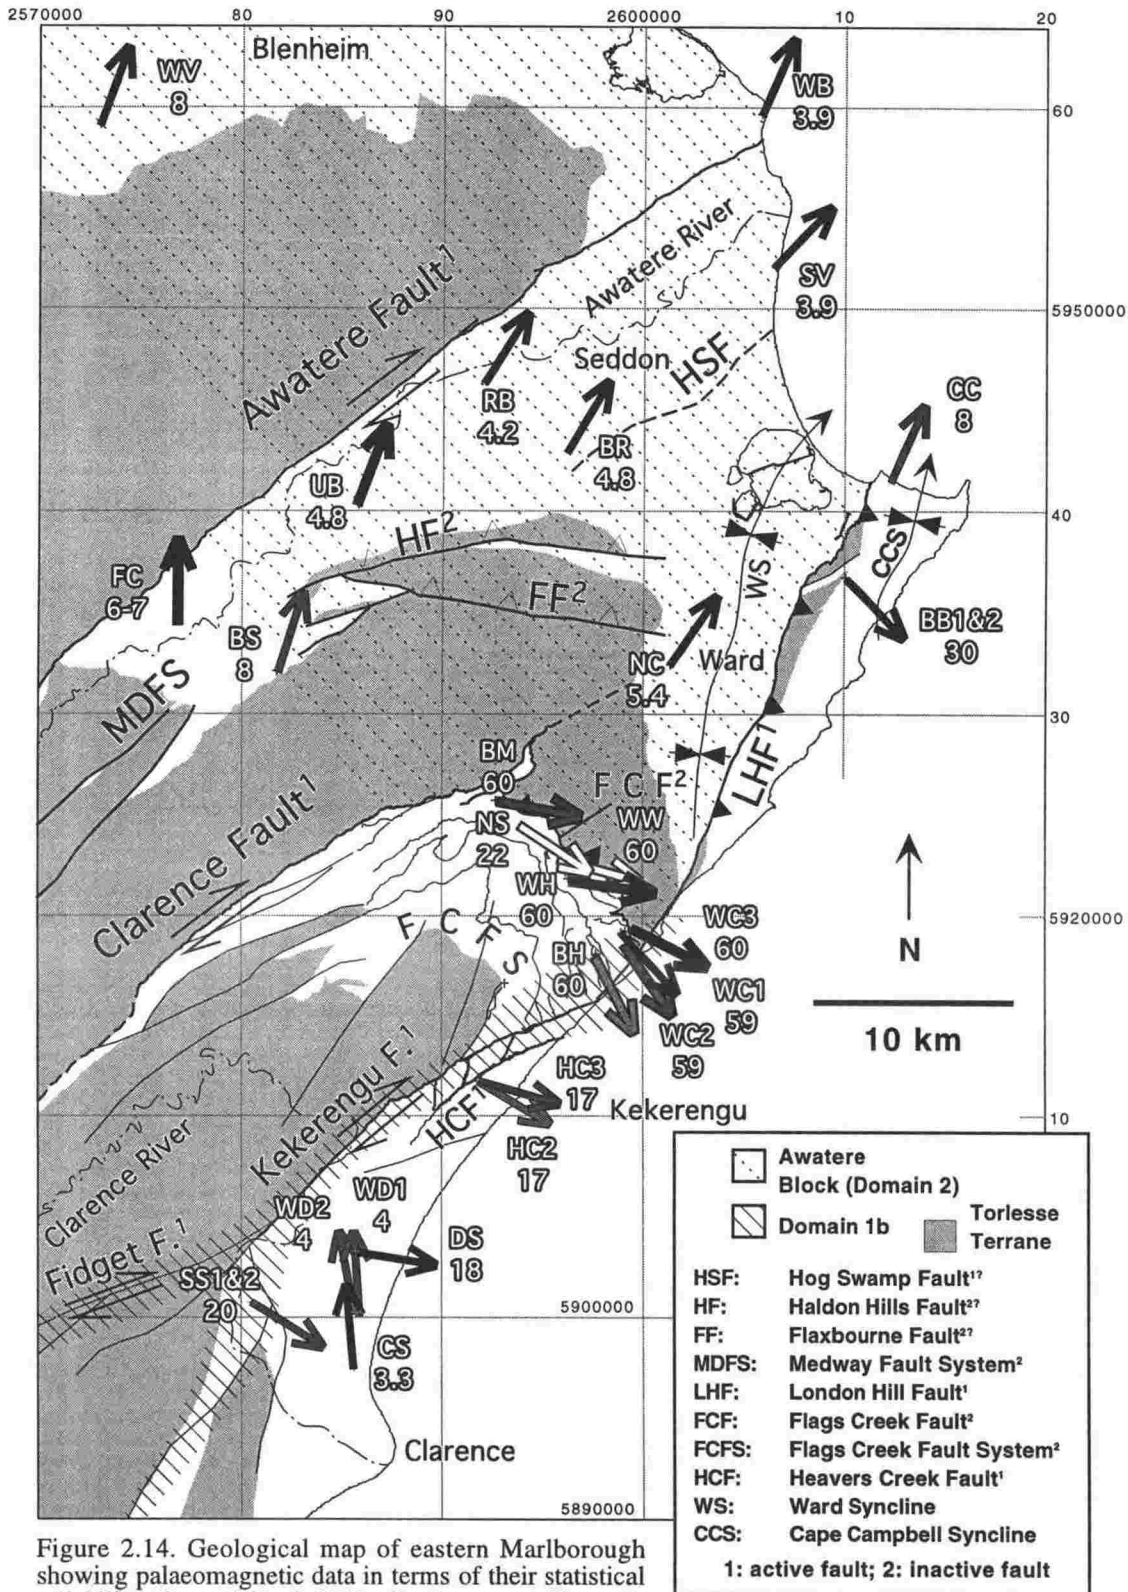 2570000 80 90 2600000 10 20
Blenheim
WV
8
WB
3.9
60
Awatere River
SV
3.9
5950000
Awatere Fault¹
Seddon
HSF
RB
4.2
BR
4.8
CC
8
UB
4.8
40
HF²
FF²
WS
CCS
FC
6-7
BS
8
BB1&2
30
NC
5.4
Ward
MDFS
30
LHF¹
BM
60
F C F²
NS
22
WW
60
Clarence Fault¹
WH
60
F C F S
WC3
60
5920000
N
BH
60
WC1
59
WC2
59
10 km
HC3
17
Kekerengu
Kekerengu F.¹
HCF¹
10
HC2
17
Clarence River
WD2
4
WD1
4
DS
18
Fidget F.¹
SS1&2
20
5900000
CS
3.3
Clarence
5890000
Awatere
Block (Domain 2)
Domain 1b
Torlesse
Terrane
HSF: Hog Swamp Fault¹?
HF: Haldon Hills Fault²?
FF: Flaxbourne Fault²?
MDFS: Medway Fault System²
LHF: London Hill Fault¹
FCF: Flags Creek Fault²
FCFS: Flags Creek Fault System²
HCF: Heavers Creek Fault¹
WS: Ward Syncline
CCS: Cape Campbell Syncline
1: active fault; 2: inactive fault
Figure 2.14. Geological map of eastern Marlborough
showing palaeomagnetic data in terms of their statistical